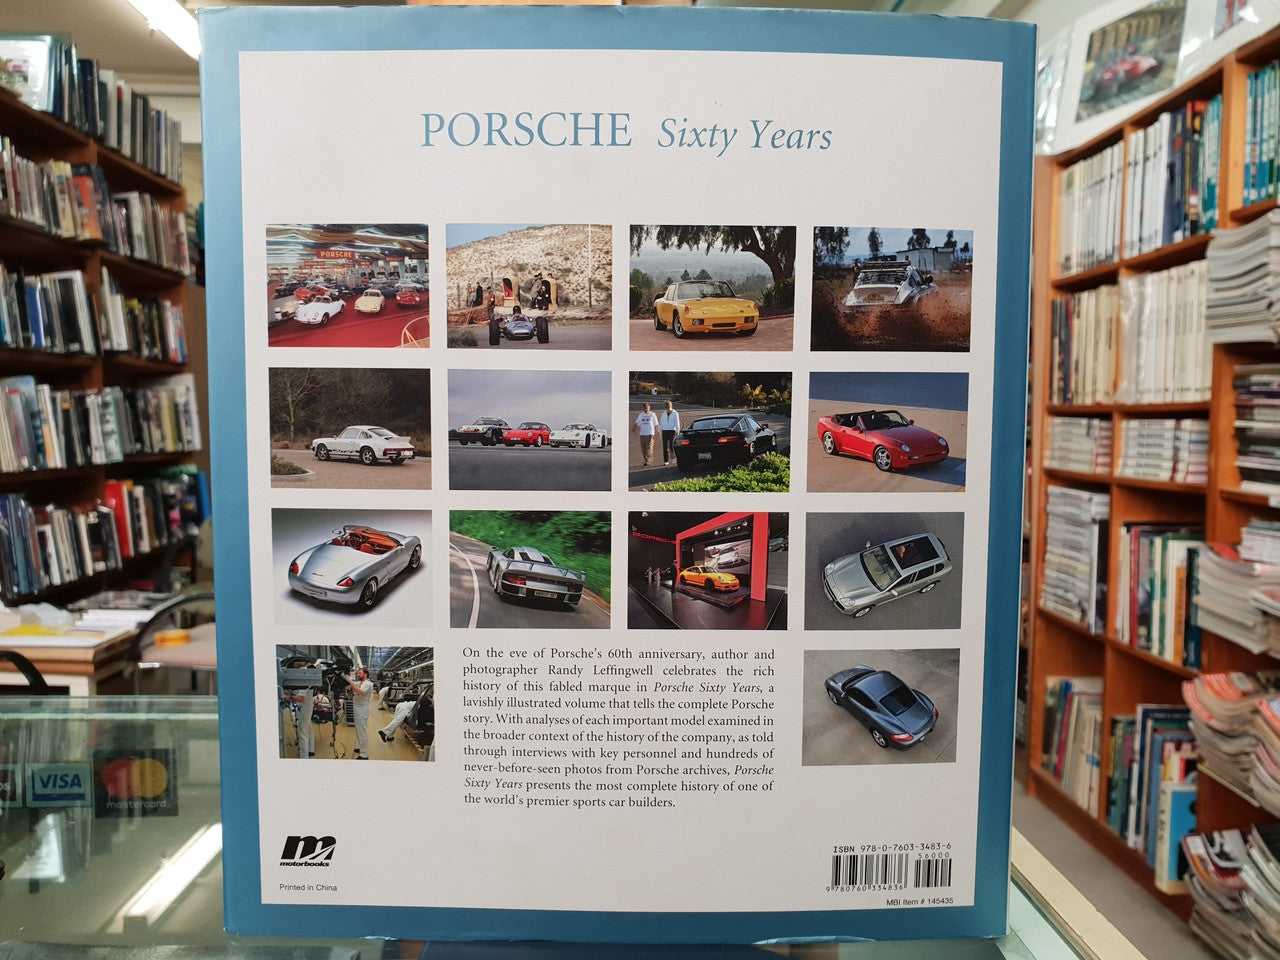 PORSCHE Sixty Years
PORSCHE
PORSCHE
On the eve of Porsche's 60th anniversary, author and
photographer Randy Leffingwell celebrates the rich
history of this fabled marque in Porsche Sixty Years, a
lavishly illustrated volume that tells the complete Porsche
story. With analyses of each important model examined in
the broader context of the history of the company, as told
through interviews with key personnel and hundreds of
never-before-seen photos from Porsche archives, Porsche
Sixty Years presents the most complete history of one of
the world's premier sports car builders.
VISA
mastercard
motorbooks
Printed in China
ISBN 978-0-7603-3483-6
56000
9 780760 334836
MBI Item # 145435